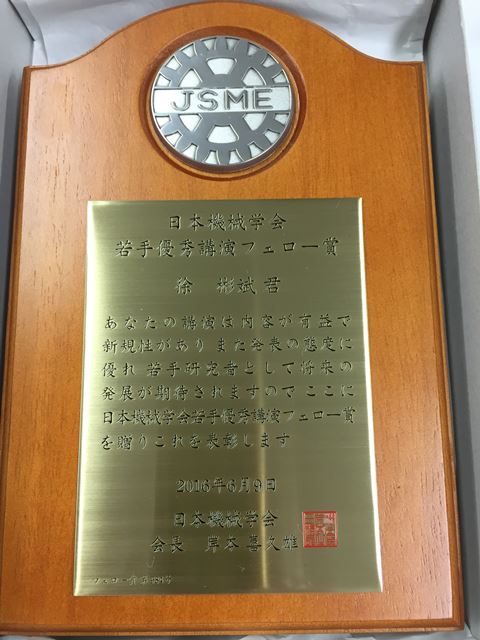 JSME
日本機械学会
若手優秀講演フェロー賞
徐 彬斌 君
あなたの講演は内容が有益で
新規性があり また発表の態度に
優れ 若手研究者として将来の
発展が期待されますので ここに
日本機械学会若手優秀講演フェロー賞
を贈りこれを表彰します
2016年6月9日
日本機械学会
会長 岸本喜久雄
フェロー賞第